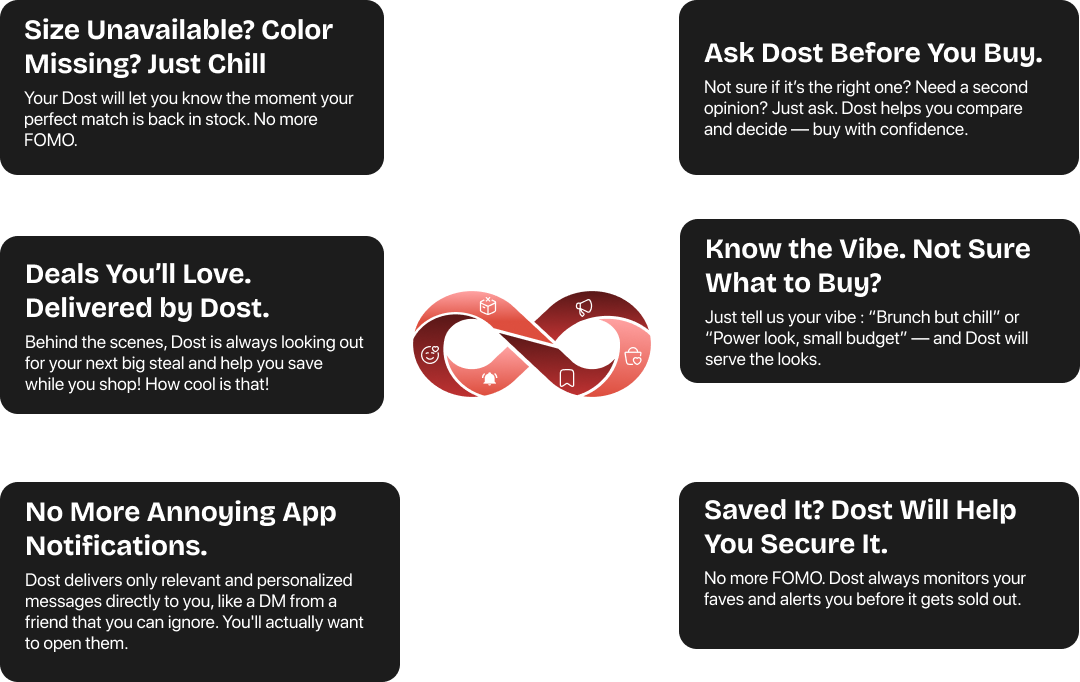 Size Unavailable? Color
Missing? Just Chill
Your Dost will let you know the moment your
perfect match is back in stock. No more
FOMO.
Ask Dost Before You Buy.
Not sure if it’s the right one? Need a second
opinion? Just ask. Dost helps you compare
and decide — buy with confidence.
Deals You’ll Love.
Delivered by Dost.
Behind the scenes, Dost is always looking out
for your next big steal and help you save
while you shop! How cool is that!
Know the Vibe. Not Sure
What to Buy?
Just tell us your vibe : “Brunch but chill” or
“Power look, small budget” — and Dost will
serve the looks.
No More Annoying App
Notifications.
Dost delivers only relevant and personalized
messages directly to you, like a DM from a
friend that you can ignore. You'll actually want
to open them.
Saved It? Dost Will Help
You Secure It.
No more FOMO. Dost always monitors your
faves and alerts you before it gets sold out.